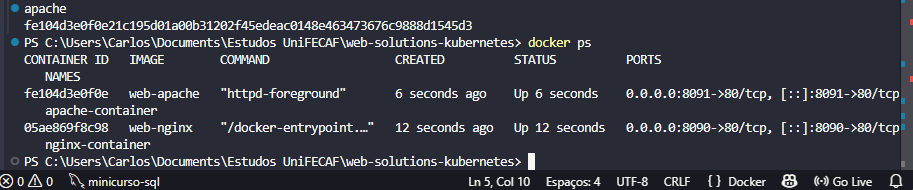 apache
fe104d3e0f0e21c195d01a00b31202f45edeac0148e463473676c9888d1545d3
PS C:\Users\Carlos\Documents\Estudos UniFECAF\web-solutions-kubernetes> docker ps
CONTAINER ID   IMAGE        COMMAND                  CREATED          STATUS          PORTS
NAMES
fe104d3e0f0e   web-apache   "httpd-foreground"       6 seconds ago    Up 6 seconds    0.0.0.0:8091->80/tcp, [::]:8091->80/tcp
apache-container
05ae869f8c98   web-nginx    "/docker-entrypoint.…"   12 seconds ago   Up 12 seconds   0.0.0.0:8090->80/tcp, [::]:8090->80/tcp
nginx-container
PS C:\Users\Carlos\Documents\Estudos UniFECAF\web-solutions-kubernetes>
0 0 minicurso-sql Ln 5, Col 10 Espaços: 4 UTF-8 CRLF {} Docker Go Live